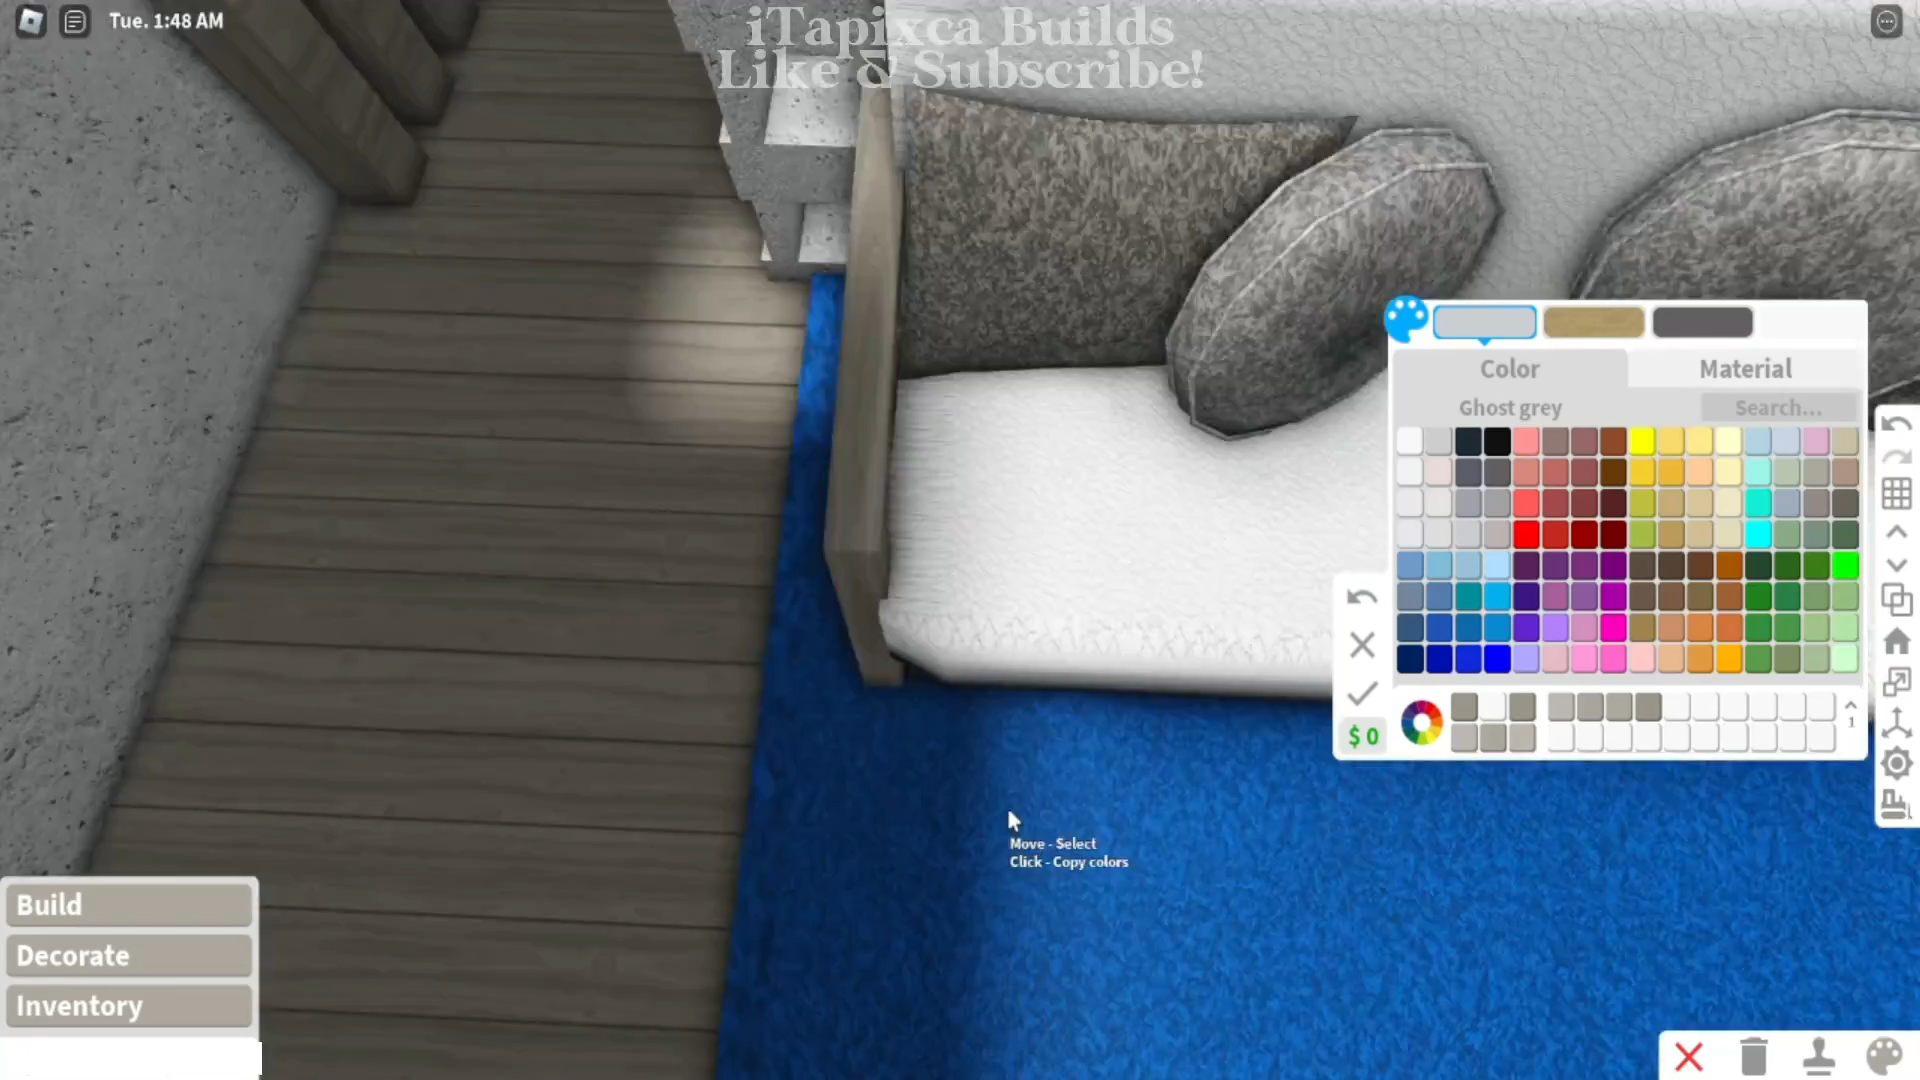 Tue. 1:48 AM
iTapixca Builds
Like & Subscribe!
Color
Material
Ghost grey
Search...
1
$ 0
Move - Select
Click - Copy colors
Build
Decorate
Inventory